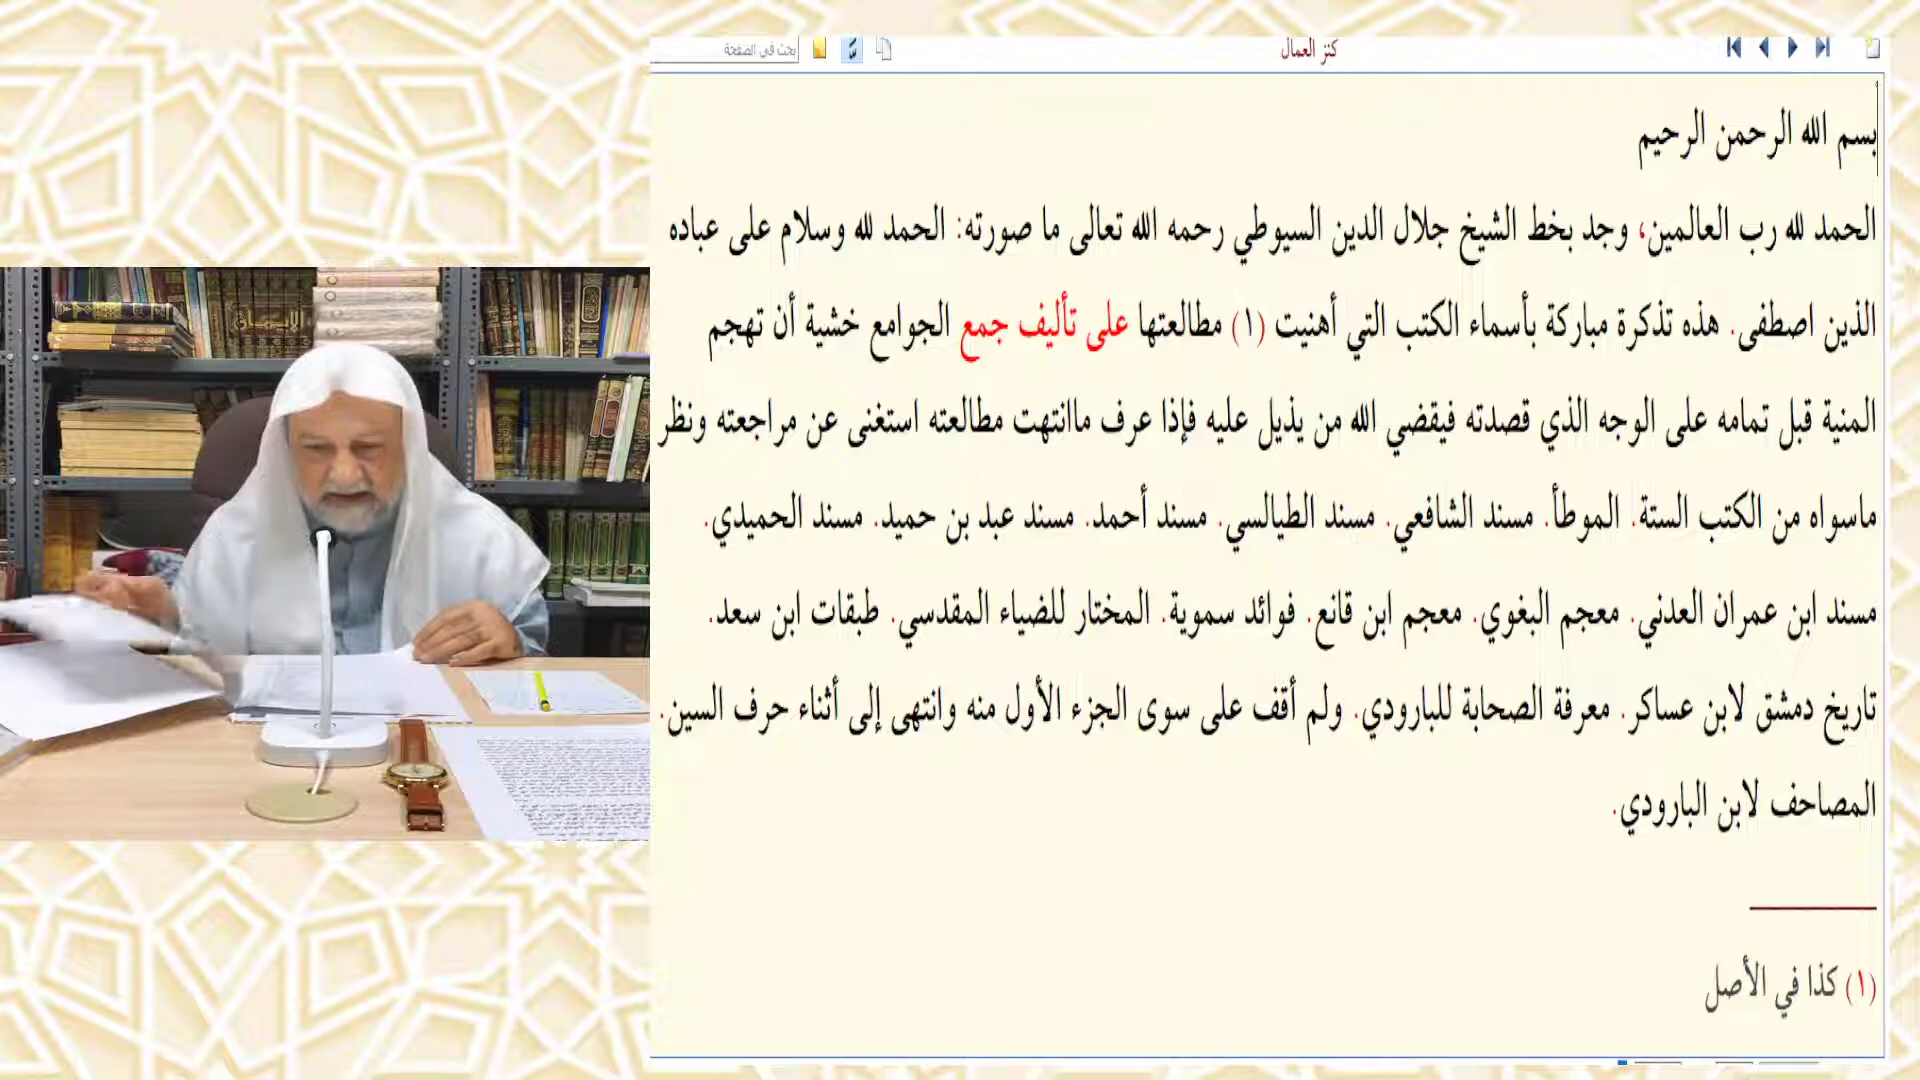 كنز العمال
بحث في الصفحة
بسم الله الرحمن الرحيم
الحمد لله رب العالمين، وجد بخط الشيخ جلال الدين السيوطي رحمه الله تعالى ما صورته: الحمد لله وسلام على عباده
الذين اصطفى. هذه تذكرة مباركة بأسماء الكتب التي أهنيت (١) مطالعتها على تأليف جمع الجوامع خشية أن تهجم
المنية قبل تمامه على الوجه الذي قصدته فيقضي الله من يذيل عليه فإذا عرف ماانتهت مطالعته استغنى عن مراجعته ونظر
ماسواه من الكتب الستة. الموطأ. مسند الشافعي. مسند الطيالسي. مسند أحمد. مسند عبد بن حميد. مسند الحميدي.
مسند ابن عمران العدني. معجم البغوي. معجم ابن قانع. فوائد سموية. المختار للضياء المقدسي. طبقات ابن سعد.
تاريخ دمشق لابن عساكر. معرفة الصحابة للبارودي. ولم أقف على سوى الجزء الأول منه وانتهى إلى أثناء حرف السين.
المصاحف لابن البارودي.
(١) كذا في الأصل